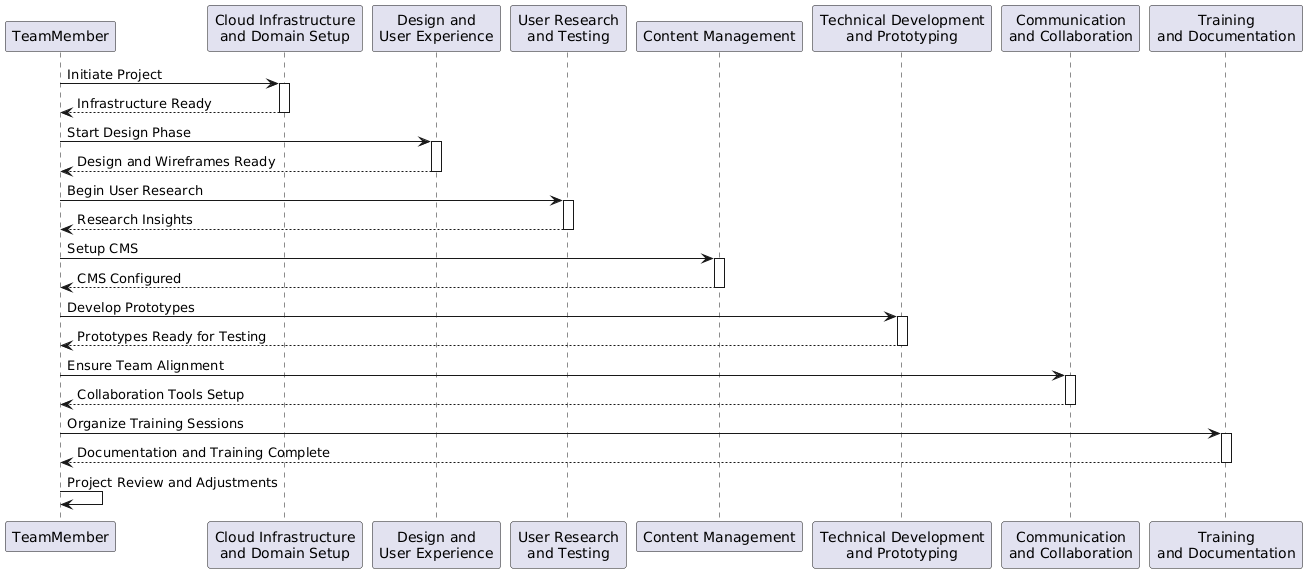 TeamMember
Cloud Infrastructure
and Domain Setup
Design and
User Experience
User Research
and Testing
Content Management
Technical Development
and Prototyping
Communication
and Collaboration
Training
and Documentation
Initiate Project
Infrastructure Ready
Start Design Phase
Design and Wireframes Ready
Begin User Research
Research Insights
Setup CMS
CMS Configured
Develop Prototypes
Prototypes Ready for Testing
Ensure Team Alignment
Collaboration Tools Setup
Organize Training Sessions
Documentation and Training Complete
Project Review and Adjustments
TeamMember
Cloud Infrastructure
and Domain Setup
Design and
User Experience
User Research
and Testing
Content Management
Technical Development
and Prototyping
Communication
and Collaboration
Training
and Documentation